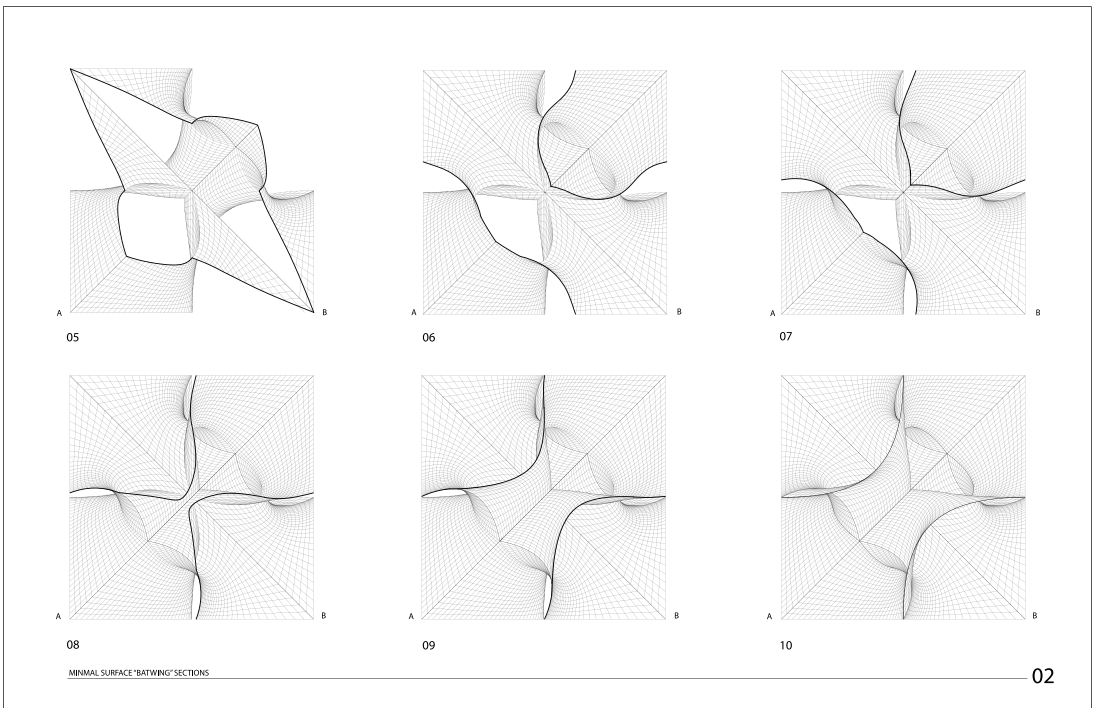 A B A B A B
05 06 07
A B A B A B
08 09 10
MINMAL SURFACE "BATWING" SECTIONS 02